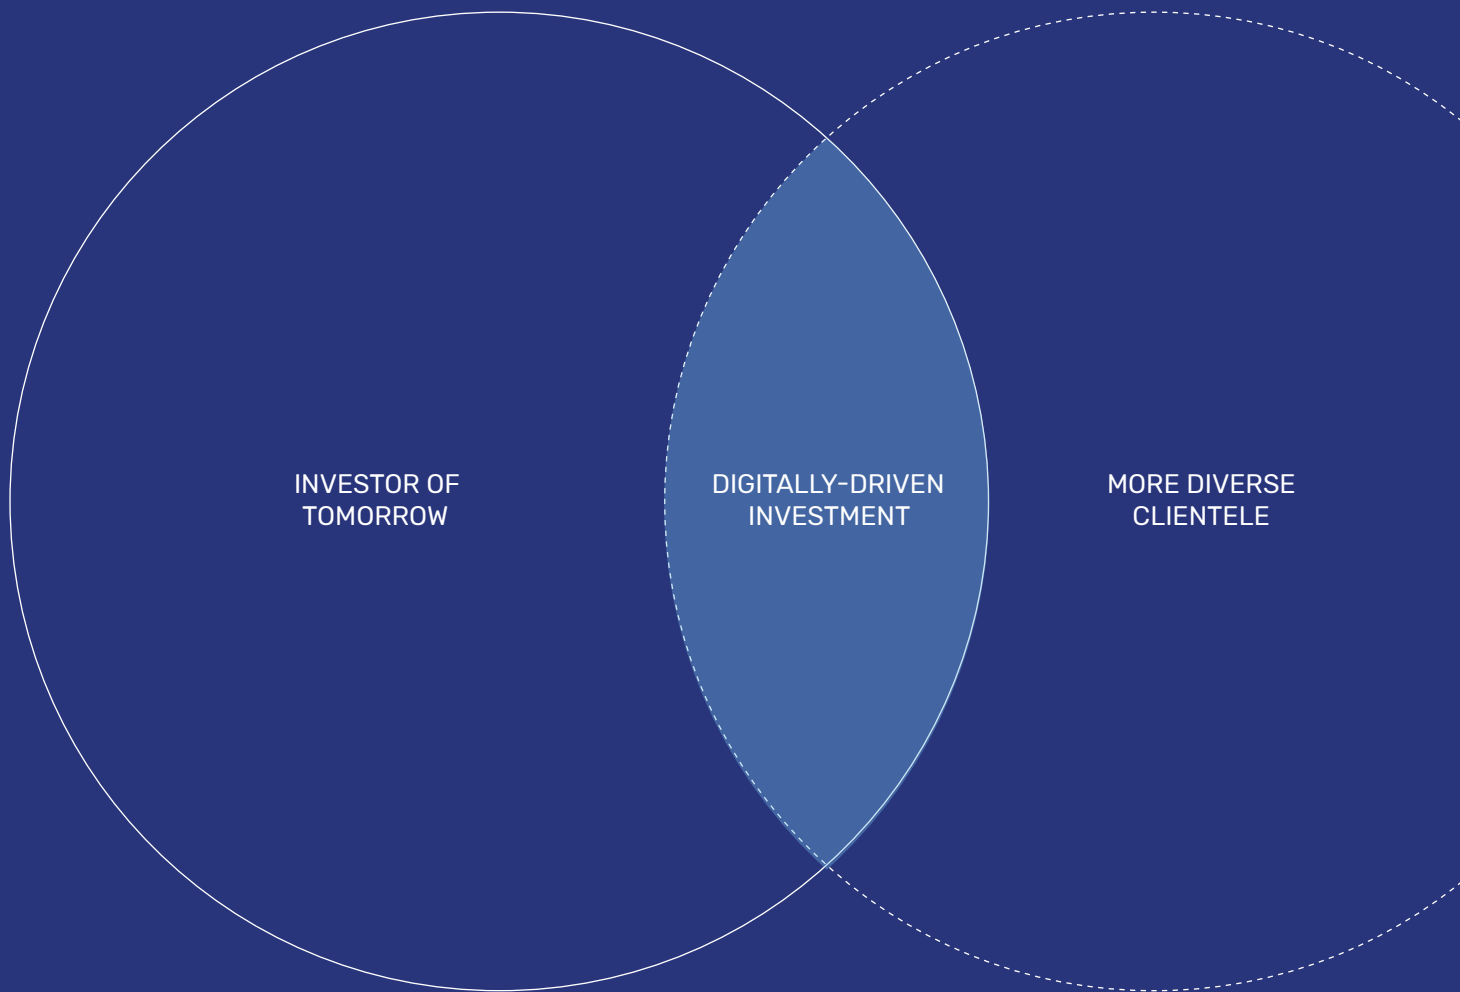 INVESTOR OF
TOMORROW
DIGITALLY-DRIVEN
INVESTMENT
MORE DIVERSE
CLIENTELE